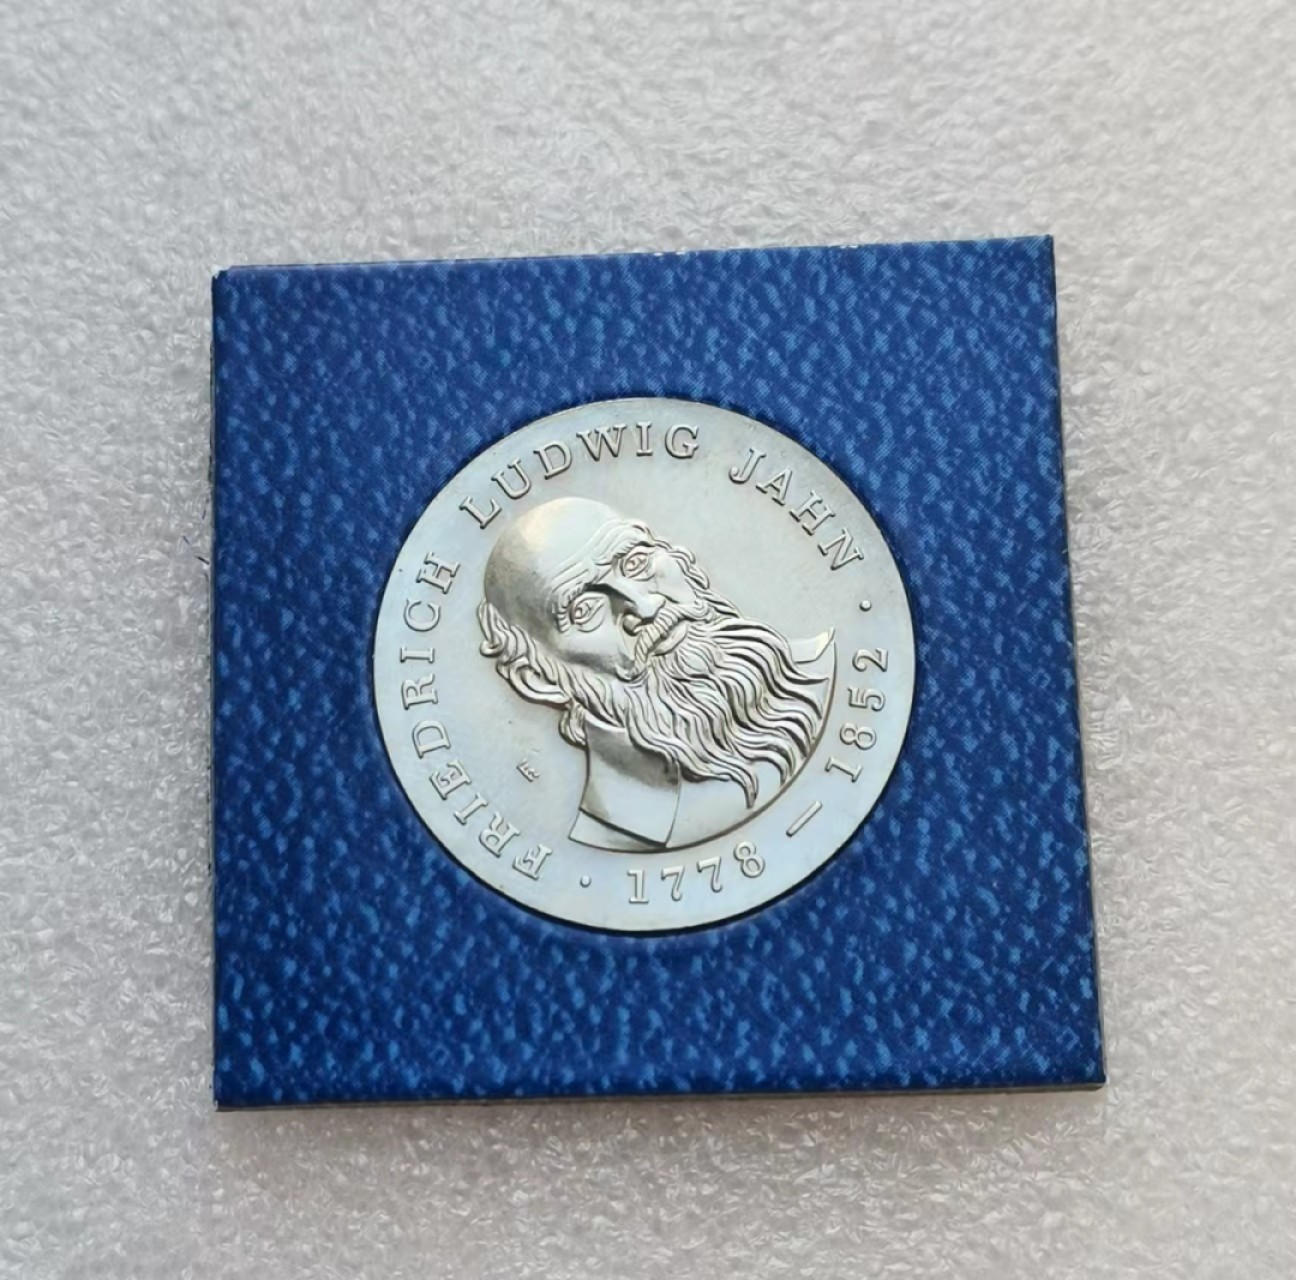 FRIEDRICH LUDWIG JAHN · 1778 — 1852 ·